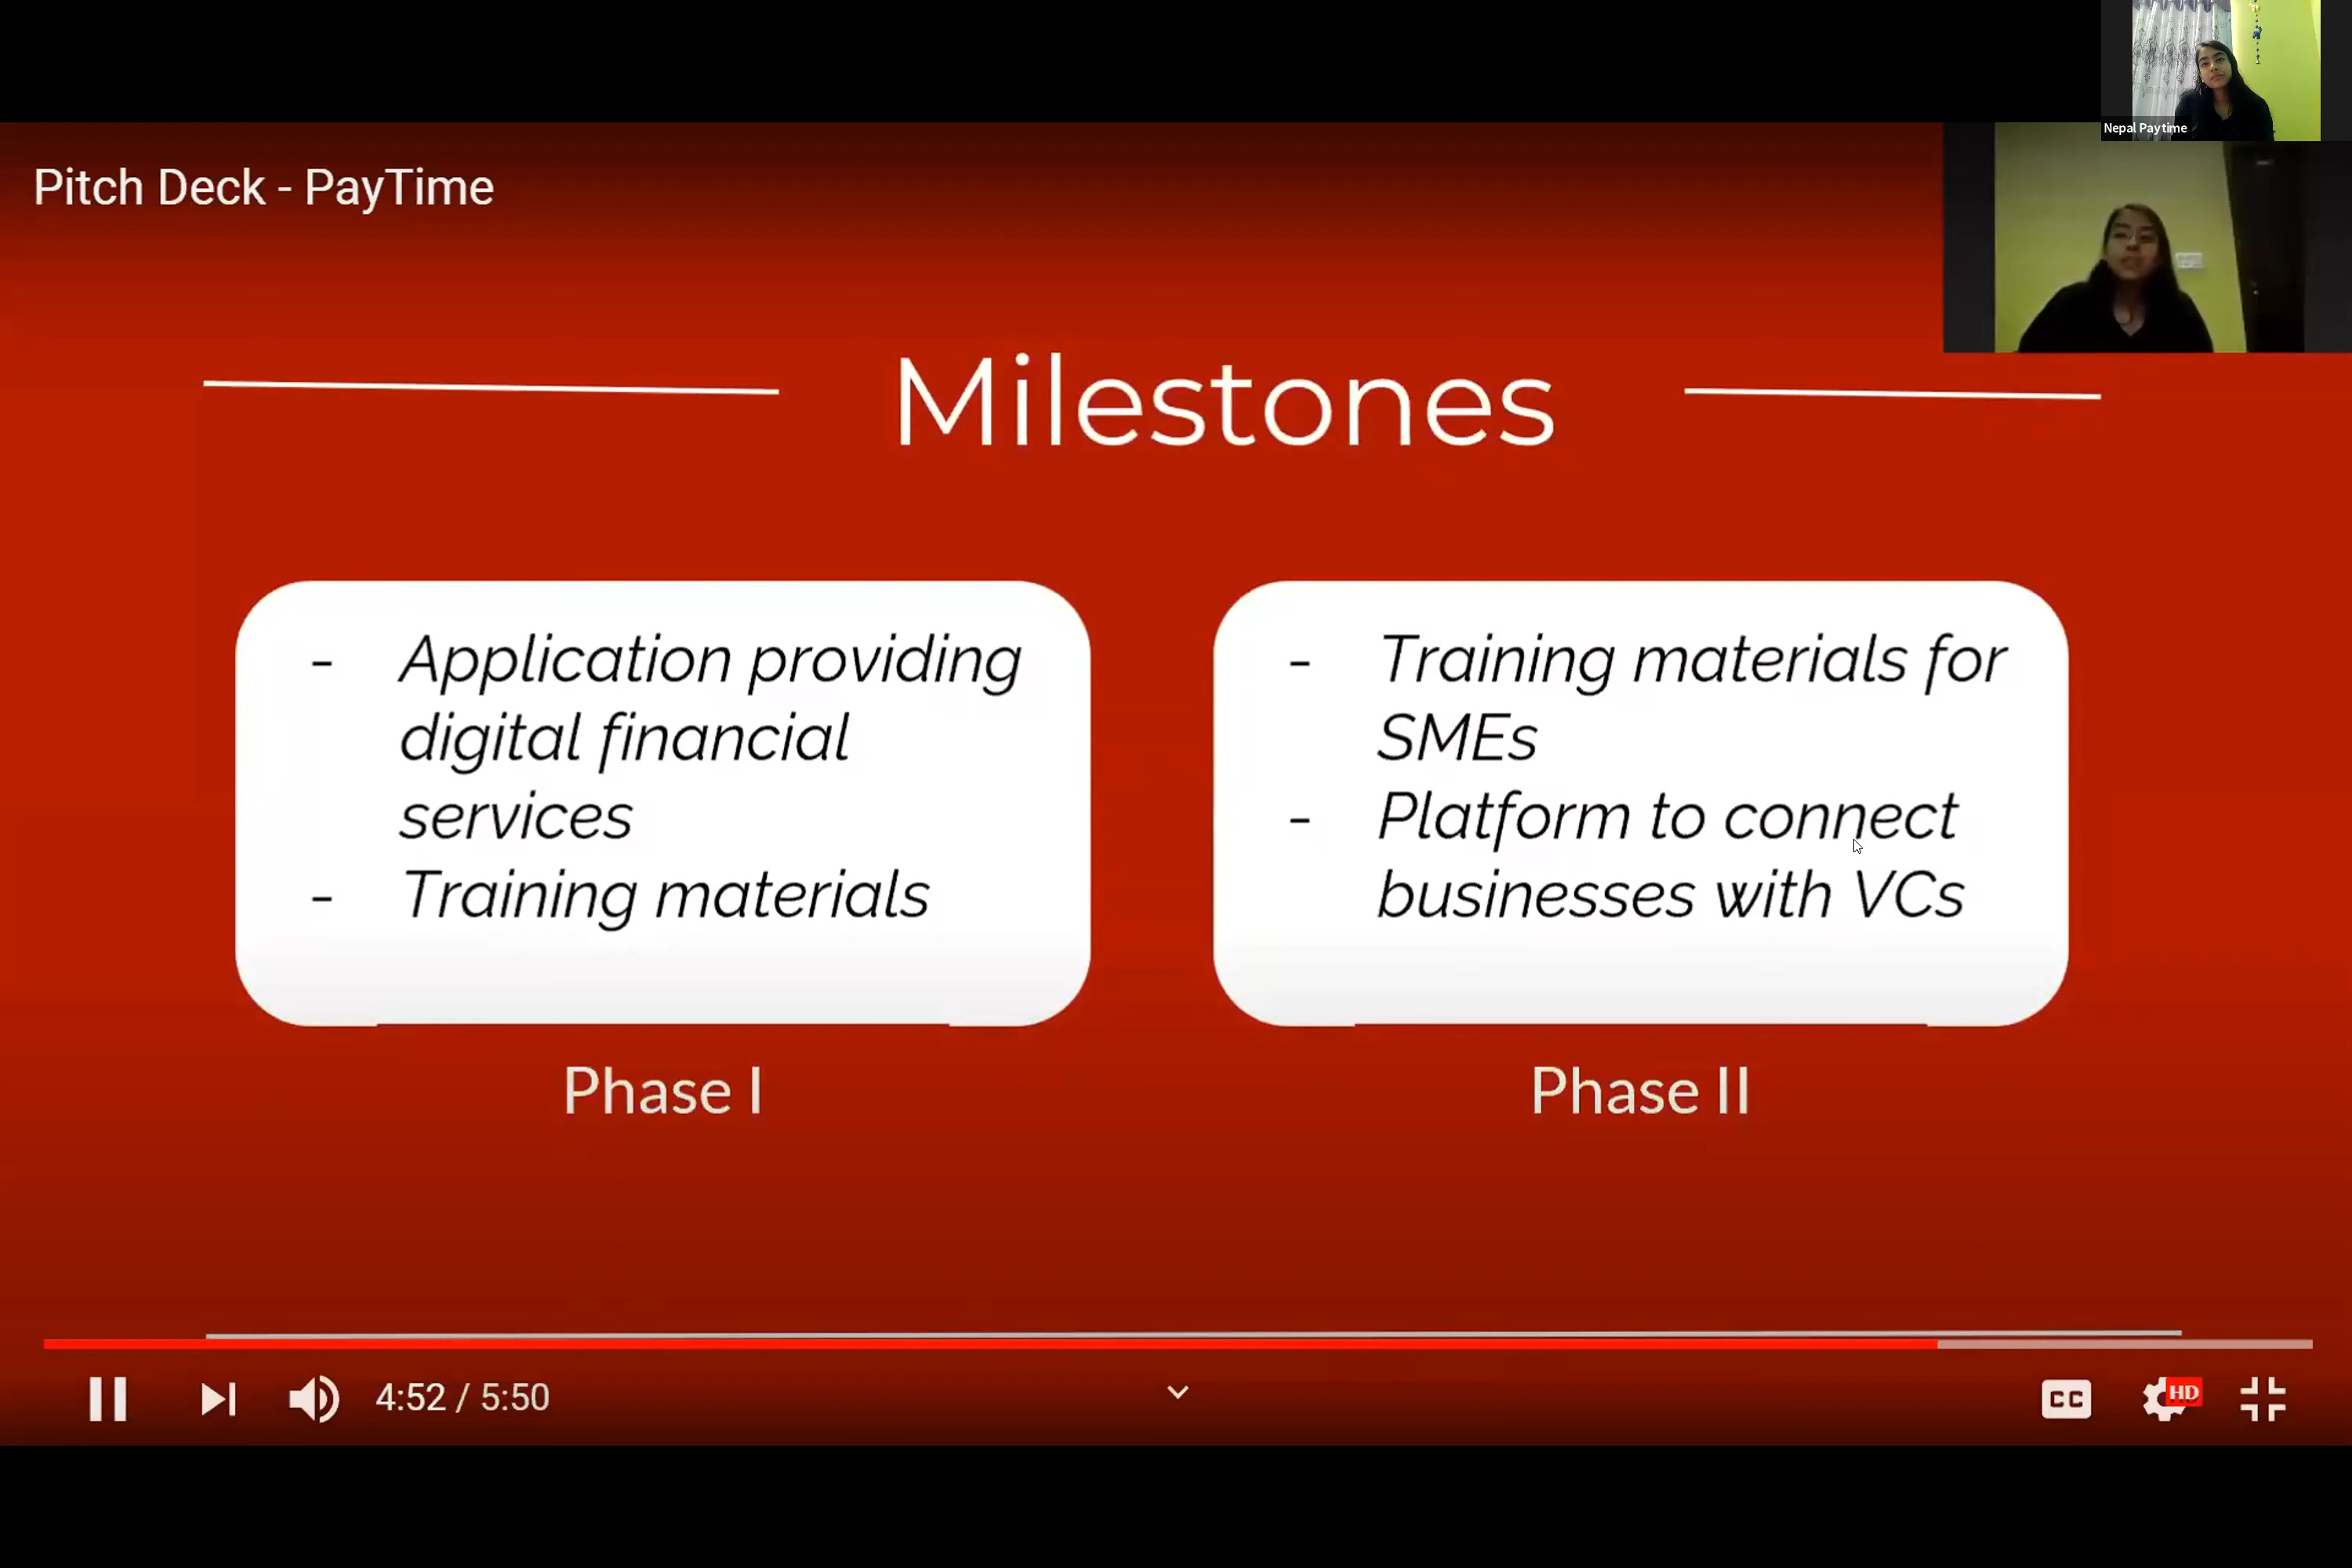 Nepal Paytime
Pitch Deck - PayTime
Milestones
- Application providing
digital financial
services
- Training materials
- Training materials for
SMEs
- Platform to connect
businesses with VCs
Phase I
Phase II
4:52 / 5:50
CC
HD